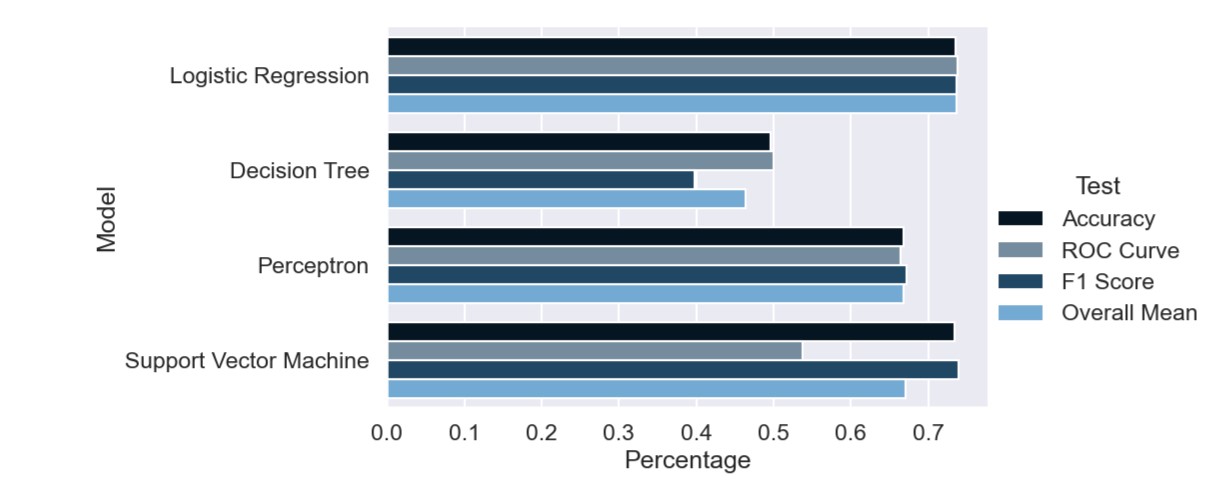 Logistic Regression
Decision Tree
Perceptron
Support Vector Machine
Model
0.0 0.1 0.2 0.3 0.4 0.5 0.6 0.7
Percentage
Test
Accuracy
ROC Curve
F1 Score
Overall Mean